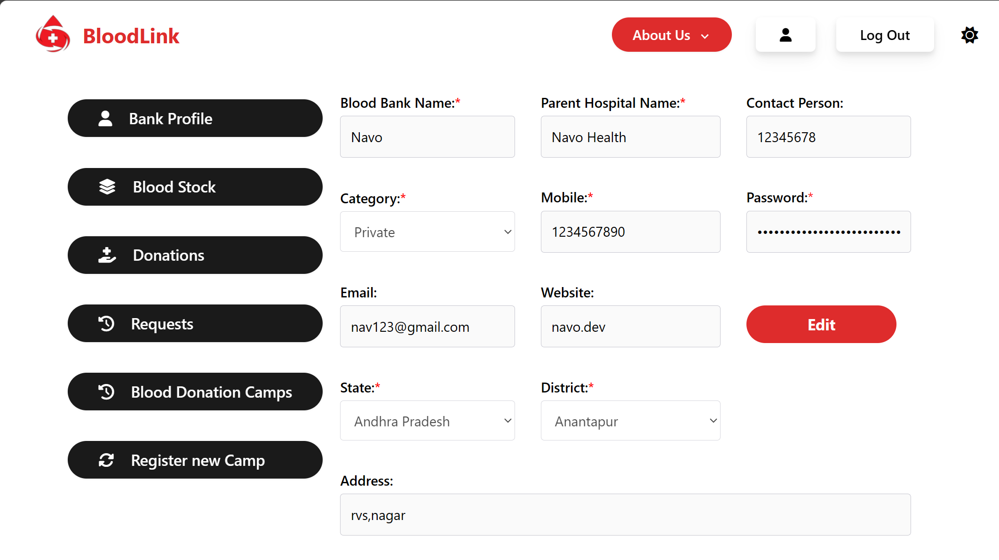 BloodLink
About Us
Log Out
Bank Profile
Blood Stock
Donations
Requests
Blood Donation Camps
Register new Camp
Blood Bank Name:*
Navo
Parent Hospital Name:*
Navo Health
Contact Person:
12345678
Category:*
Private
Mobile:*
1234567890
Password:*
••••••••••••••••••••••••••
Email:
nav123@gmail.com
Website:
navo.dev
Edit
State:*
Andhra Pradesh
District:*
Anantapur
Address:
rvs,nagar